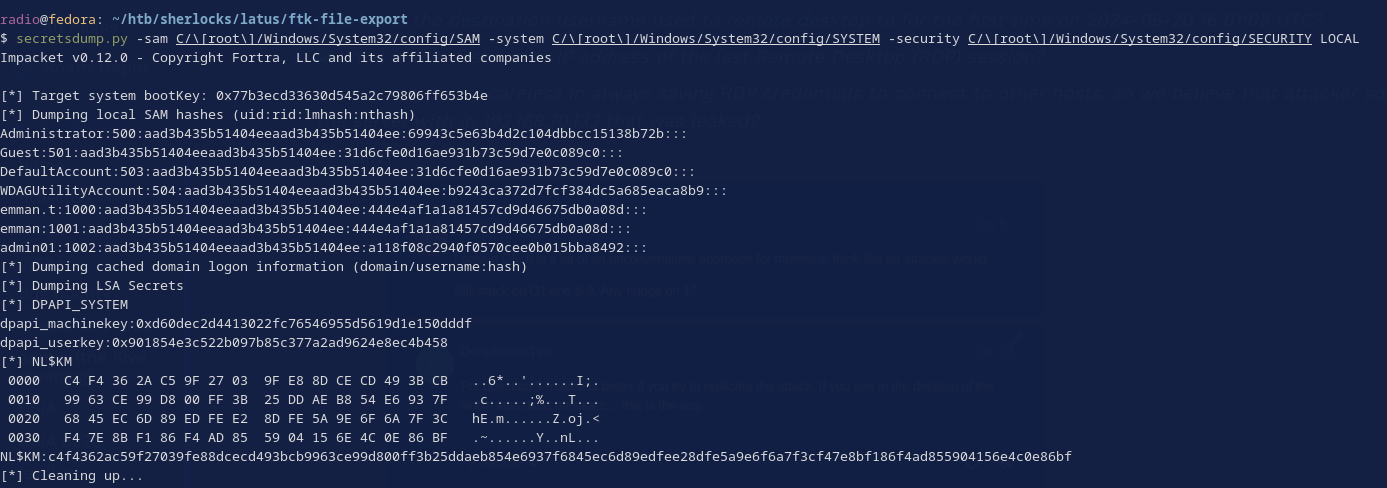 radio@fedora: ~/htb/sherlocks/latus/ftk-file-export
$ secretsdump.py -sam C/\[root\]/Windows/System32/config/SAM -system C/\[root\]/Windows/System32/config/SYSTEM -security C/\[root\]/Windows/System32/config/SECURITY LOCAL
Impacket v0.12.0 - Copyright Fortra, LLC and its affiliated companies

[*] Target system bootKey: 0x77b3ecd33630d545a2c79806ff653b4e
[*] Dumping local SAM hashes (uid:rid:lmhash:nthash)
Administrator:500:aad3b435b51404eeaad3b435b51404ee:69943c5e63b4d2c104dbbcc15138b72b:::
Guest:501:aad3b435b51404eeaad3b435b51404ee:31d6cfe0d16ae931b73c59d7e0c089c0:::
DefaultAccount:503:aad3b435b51404eeaad3b435b51404ee:31d6cfe0d16ae931b73c59d7e0c089c0:::
WDAGUtilityAccount:504:aad3b435b51404eeaad3b435b51404ee:b9243ca372d7fcf384dc5a685eaca8b9:::
emman.t:1000:aad3b435b51404eeaad3b435b51404ee:444e4af1a1a81457cd9d46675db0a08d:::
emman:1001:aad3b435b51404eeaad3b435b51404ee:444e4af1a1a81457cd9d46675db0a08d:::
admin01:1002:aad3b435b51404eeaad3b435b51404ee:a118f08c2940f0570cee0b015bba8492:::
[*] Dumping cached domain logon information (domain/username:hash)
[*] Dumping LSA Secrets
[*] DPAPI_SYSTEM
dpapi_machinekey:0xd60dec2d4413022fc76546955d5619d1e150dddf
dpapi_userkey:0x901854e3c522b097b85c377a2ad9624e8ec4b458
[*] NL$KM
 0000   C4 F4 36 2A C5 9F 27 03  9F E8 8D CE CD 49 3B CB   ..6*..'......I;.
 0010   99 63 CE 99 D8 00 FF 3B  25 DD AE B8 54 E6 93 7F   .c.....;%...T...
 0020   68 45 EC 6D 89 ED FE E2  8D FE 5A 9E 6F 6A 7F 3C   hE.m......Z.oj.<
 0030   F4 7E 8B F1 86 F4 AD 85  59 04 15 6E 4C 0E 86 BF   .~......Y..nL...
NL$KM:c4f4362ac59f27039fe88dcecd493bcb9963ce99d800ff3b25ddaeb854e6937f6845ec6d89edfee28dfe5a9e6f6a7f3cf47e8bf186f4ad855904156e4c0e86bf
[*] Cleaning up...